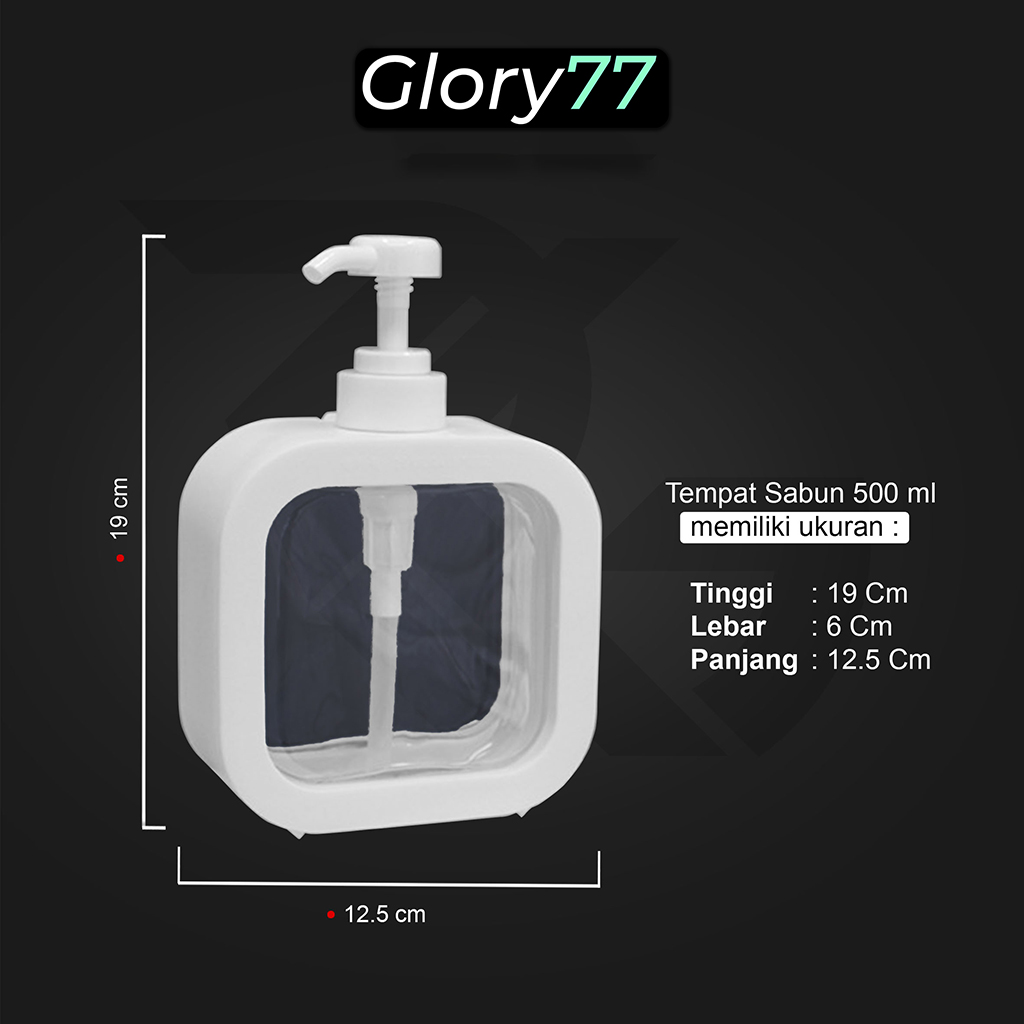 Glory77
19 cm
Tempat Sabun 500 ml
memiliki ukuran :
Tinggi : 19 Cm
Lebar : 6 Cm
Panjang : 12.5 Cm
12.5 cm